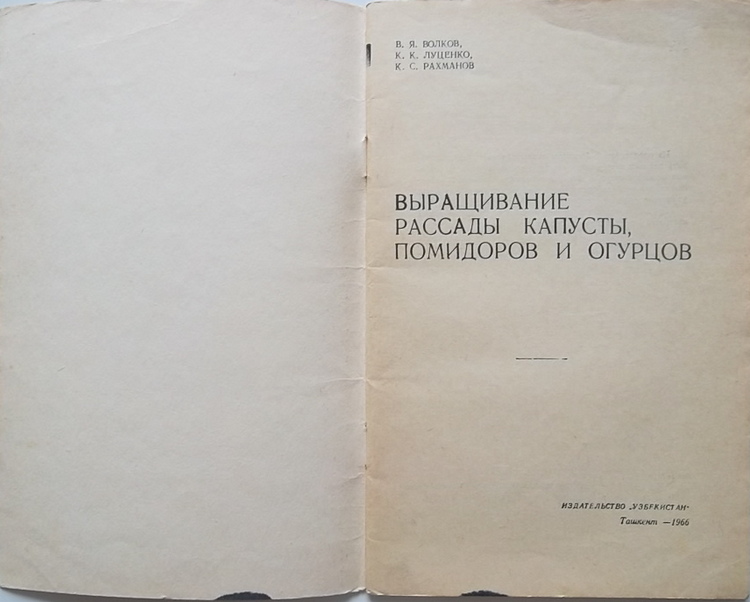 В. Я. ВОЛКОВ,
К. К. ЛУЦЕНКО,
К. С. РАХМАНОВ
ВЫРАЩИВАНИЕ
РАССАДЫ КАПУСТЫ,
ПОМИДОРОВ И ОГУРЦОВ
ИЗДАТЕЛЬСТВО „УЗБЕКИСТАН"
Ташкент —1966